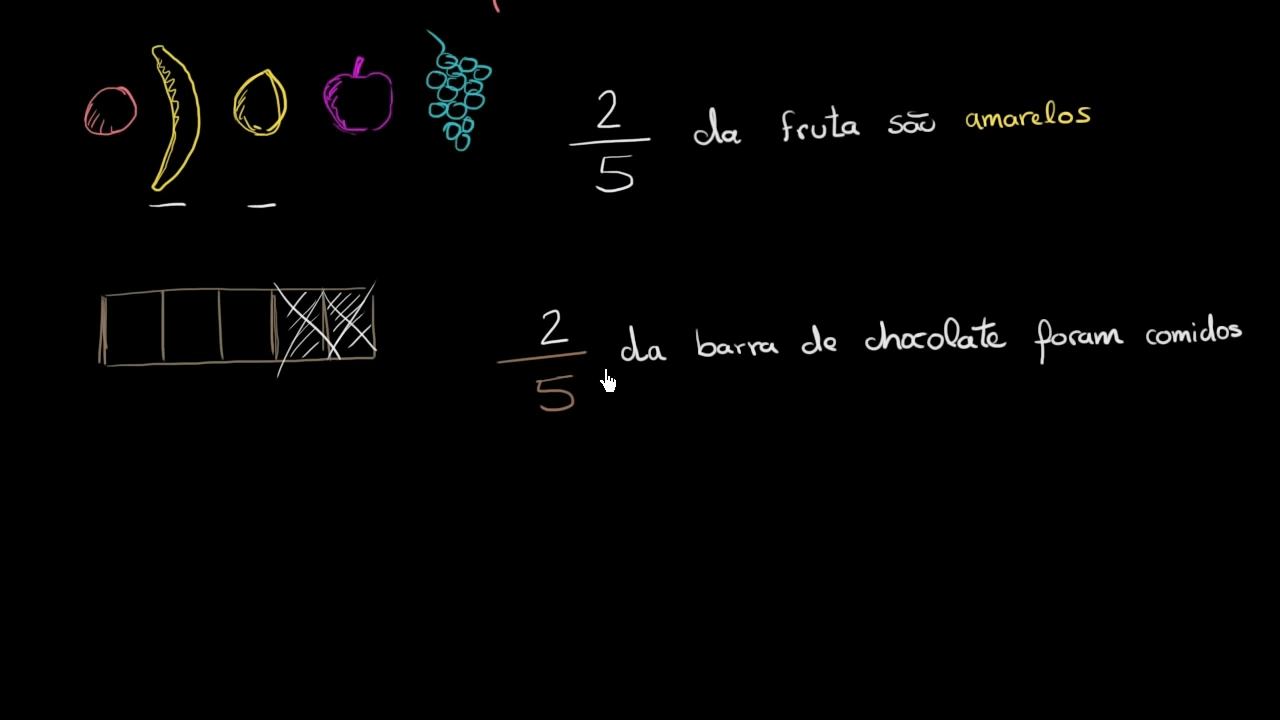 2/5 da fruta são amarelos
2/5 da barra de chocolate foram comidos